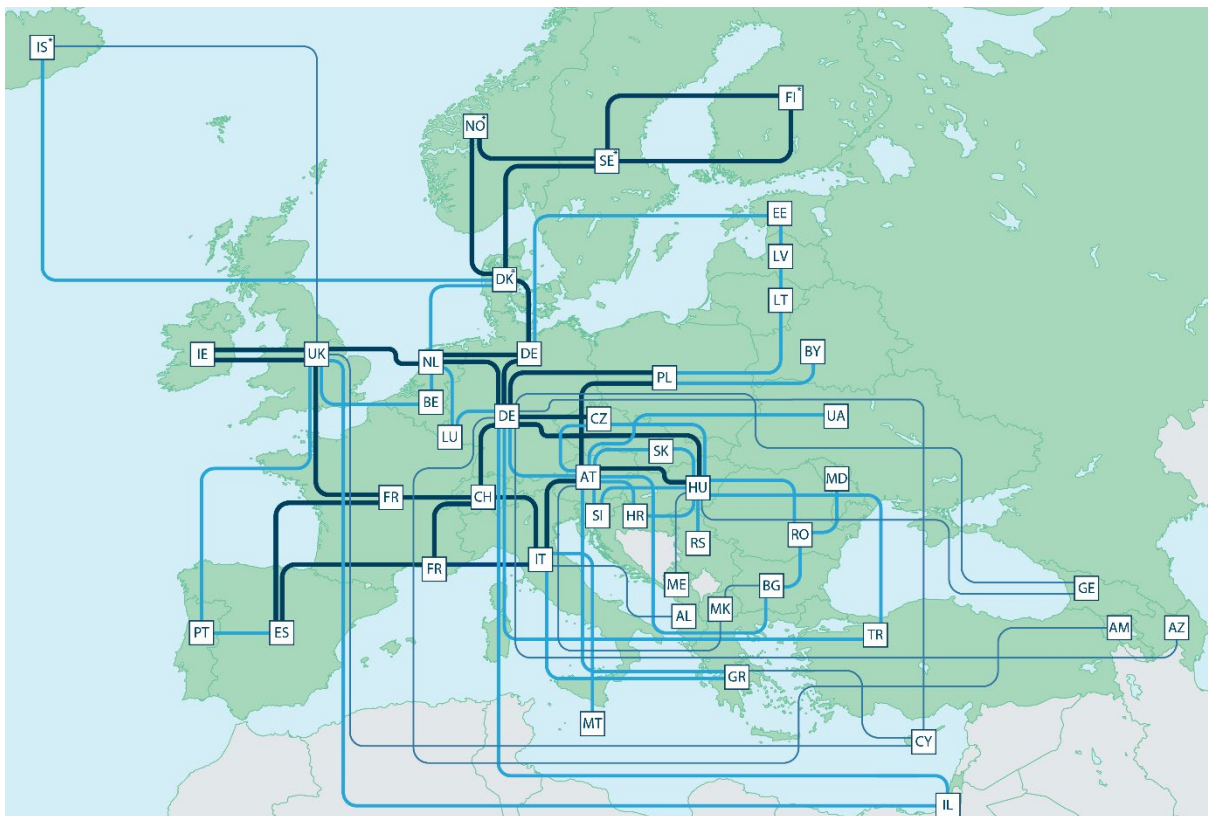 IS*
FI*
NO*
SE*
EE
LV
DK*
LT
IE
UK
NL
DE
BY
PL
BE
DE
CZ
UA
LU
SK
AT
HU
MD
FR
CH
SI
HR
RS
RO
FR
IT
ME
BG
GE
MK
AL
PT
ES
TR
AM
AZ
GR
MT
CY
IL